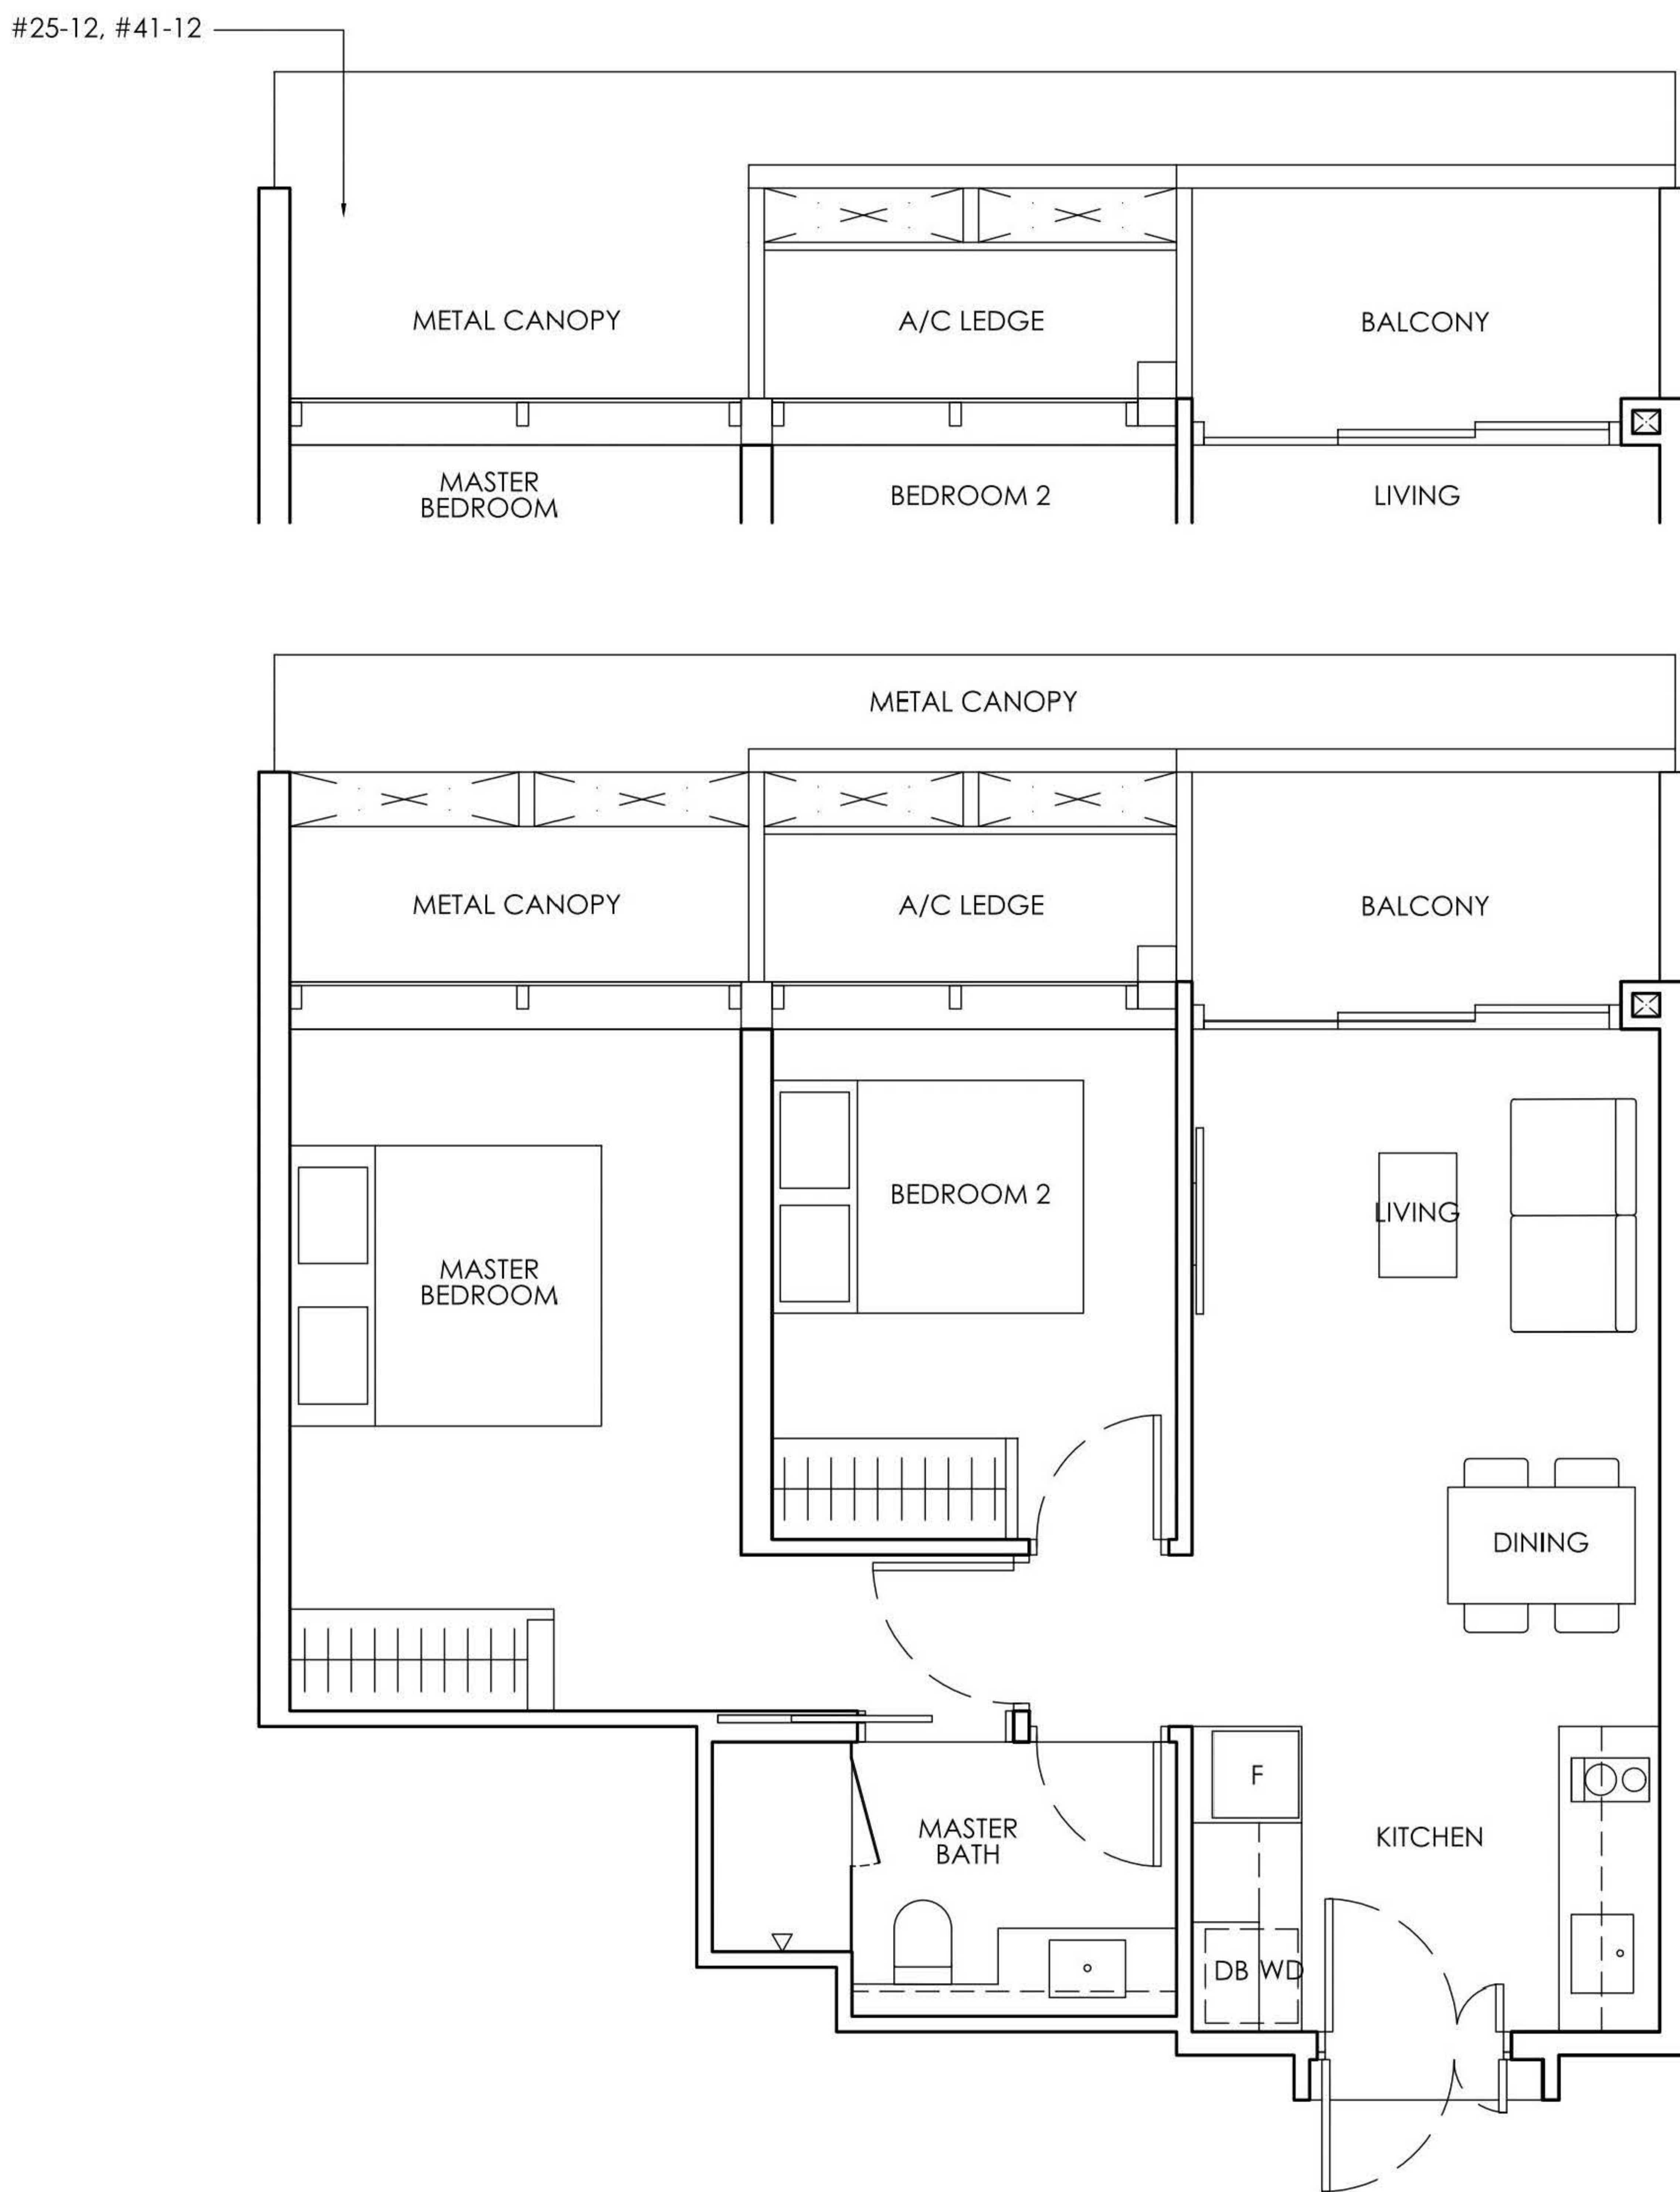 #25-12, #41-12
METAL CANOPY
A/C LEDGE
BALCONY
MASTER
BEDROOM
BEDROOM 2
LIVING
METAL CANOPY
METAL CANOPY
A/C LEDGE
BALCONY
BEDROOM 2
LIVING
MASTER
BEDROOM
DINING
F
MASTER
BATH
KITCHEN
DB WD